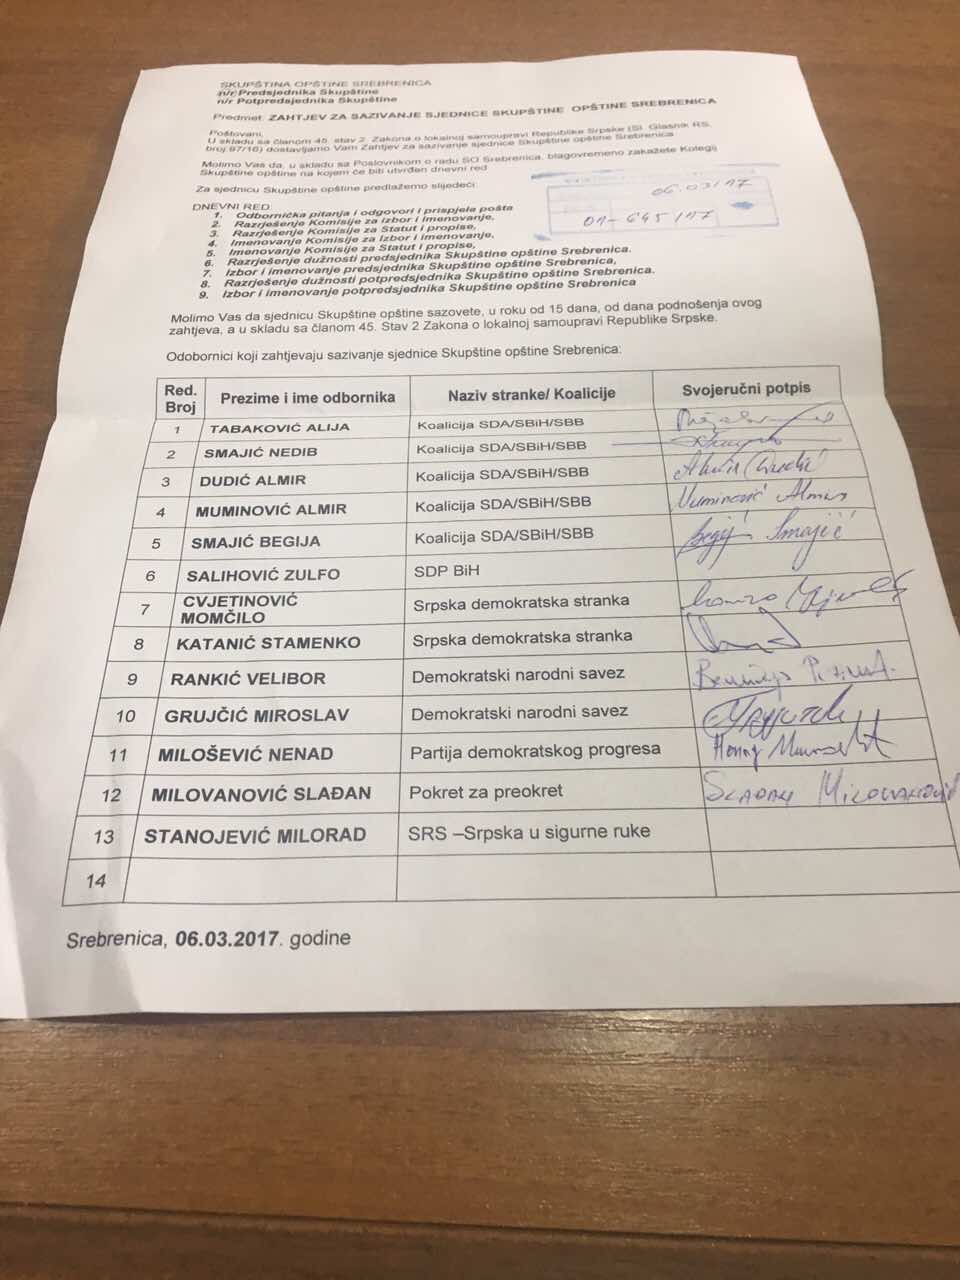 SKUPŠTINA OPŠTINE SREBRENICA
n/r Predsjednika Skupštine
n/r Potpredsjednika Skupštine
Predmet: ZAHTJEV ZA SAZIVANJE SJEDNICE SKUPŠTINE OPŠTINE SREBRENICA
Poštovani,
U skladu sa članom 45. stav 2. Zakona o lokalnoj samoupravi Republike Srpske (Sl. Glasnik RS,
broj 97/16) dostavljamo Vam Zahtjev za sazivanje sjednice Skupštine opštine Srebrenica
Molimo Vas da, u skladu sa Poslovnikom o radu SO Srebrenica, blagovremeno zakažete Kolegij
Skupštine opštine na kojem će biti utvrđen dnevni red
Za sjednicu Skupštine opštine predlažemo slijedeći:
06.03/17
01-645/17
DNEVNI RED:
1. Odbornička pitanja i odgovori i prispjela pošta
2. Razrješenje Komisije za izbor i imenovanje,
3. Razrješenje Komisije za Statut i propise,
4. Imenovanje Komisije za Izbor i imenovanje,
5. Imenovanje Komisije za Statut i propise,
6. Razrješenje dužnosti predsjednika Skupštine opštine Srebrenica.
7. Izbor i imenovanje predsjednika Skupštine opštine Srebrenica,
8. Razrješenje dužnosti potpredsjednika Skupštine opštine Srebrenica.
9. Izbor i imenovanje potpredsjednika Skupštine opštine Srebrenica
Molimo Vas da sjednicu Skupštine opštine sazovete, u roku od 15 dana, od dana podnošenja ovog
zahtjeva, a u skladu sa članom 45. Stav 2 Zakona o lokalnoj samoupravi Republike Srpske.
Odobornici koji zahtjevaju sazivanje sjednice Skupštine opštine Srebrenica:
Red. Broj Prezime i ime odbornika Naziv stranke/ Koalicije Svojeručni potpis
1 TABAKOVIĆ ALIJA Koalicija SDA/SBiH/SBB
2 SMAJIĆ NEDIB Koalicija SDA/SBiH/SBB
3 DUDIĆ ALMIR Koalicija SDA/SBiH/SBB Almir Dudić
4 MUMINOVIĆ ALMIR Koalicija SDA/SBiH/SBB Muminović Almir
5 SMAJIĆ BEGIJA Koalicija SDA/SBiH/SBB Begija Smajić
6 SALIHOVIĆ ZULFO SDP BiH
7 CVJETINOVIĆ MOMČILO Srpska demokratska stranka
8 KATANIĆ STAMENKO Srpska demokratska stranka
9 RANKIĆ VELIBOR Demokratski narodni savez
10 GRUJČIĆ MIROSLAV Demokratski narodni savez
11 MILOŠEVIĆ NENAD Partija demokratskog progresa
12 MILOVANOVIĆ SLAĐAN Pokret za preokret SLAĐAN MILOVANOVIĆ
13 STANOJEVIĆ MILORAD SRS –Srpska u sigurne ruke
14
Srebrenica, 06.03.2017. godine